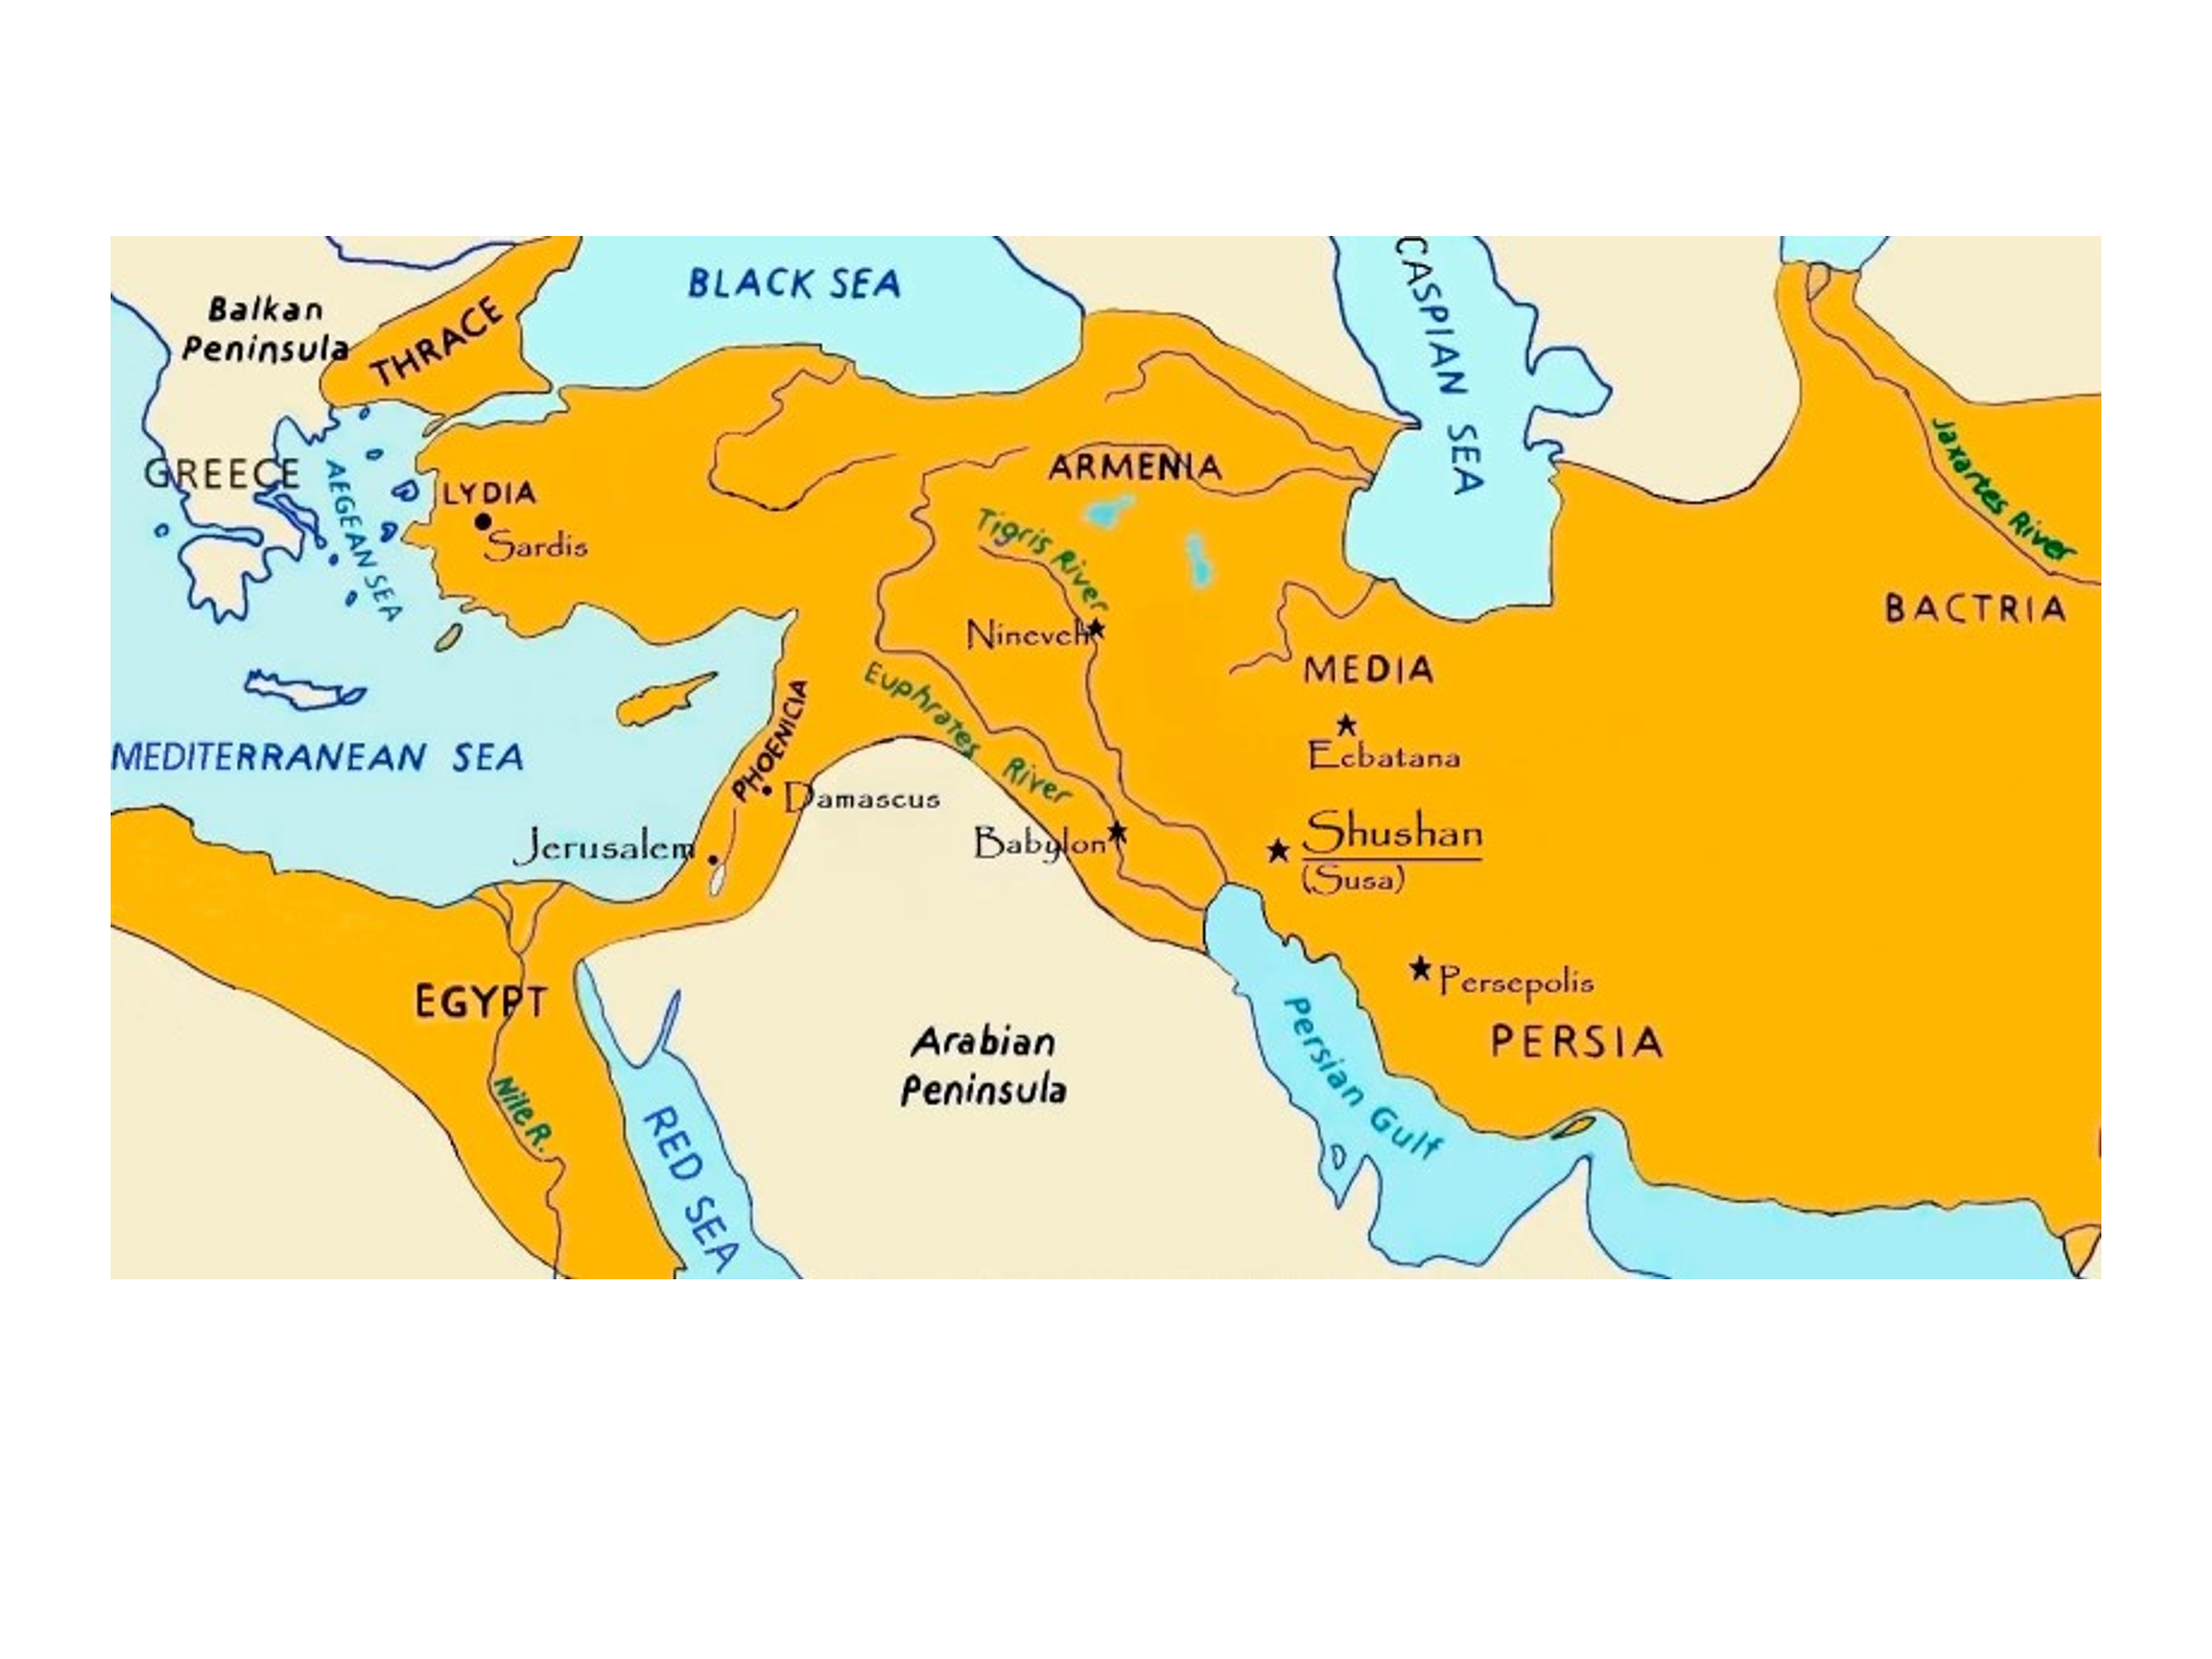 BLACK SEA
CASPIAN SEA
Balkan
Peninsula
THRACE
GREECE
AEGEAN SEA
LYDIA
Sardis
ARMENIA
Jaxartes River
Tigris River
BACTRIA
Nineveh
MEDIA
Euphrates River
PHOENICIA
Ecbatana
MEDITERRANEAN SEA
Damascus
Jerusalem
Babylon
Shushan
(Susa)
Persepolis
EGYPT
PERSIA
Arabian
Peninsula
Persian Gulf
Nile R.
RED SEA